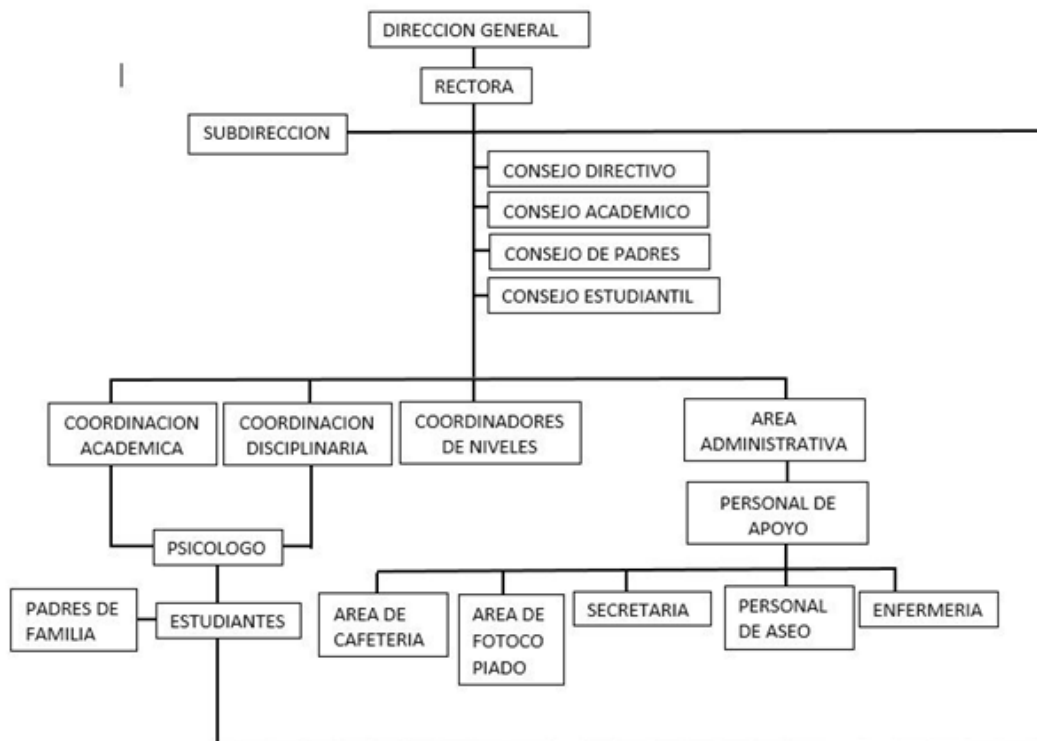 DIRECCION GENERAL
RECTORA
SUBDIRECCION
CONSEJO DIRECTIVO
CONSEJO ACADEMICO
CONSEJO DE PADRES
CONSEJO ESTUDIANTIL
COORDINACION
ACADEMICA
COORDINACION
DISCIPLINARIA
COORDINADORES
DE NIVELES
AREA
ADMINISTRATIVA
PERSONAL DE
APOYO
PSICOLOGO
PADRES DE
FAMILIA
ESTUDIANTES
AREA DE
CAFETERIA
AREA DE
FOTOCO
PIADO
SECRETARIA
PERSONAL
DE ASEO
ENFERMERIA